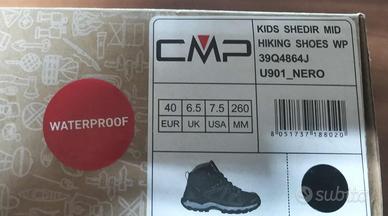 WATERPROOF
CMP
KIDS SHEDIR MID
HIKING SHOES WP
39Q4864J
U901_NERO
40 6.5 7.5 260
EUR UK USA MM
8 051737 188020
subito